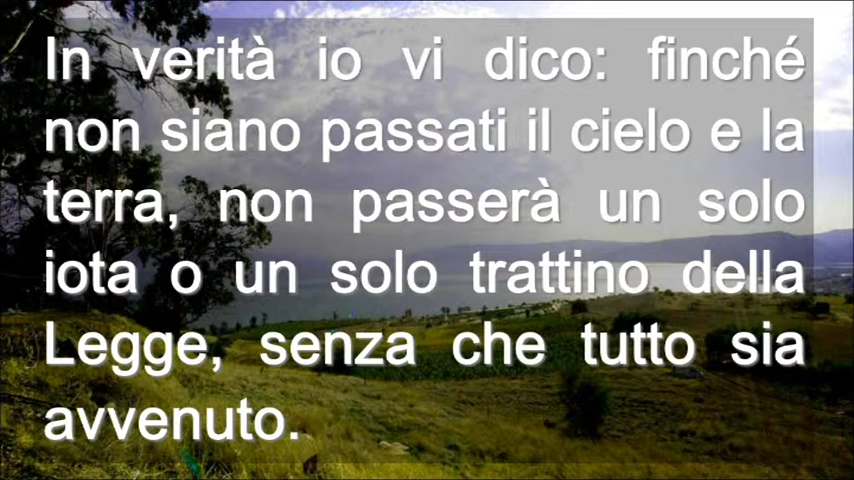 In verità io vi dico: finché
non siano passati il cielo e la
terra, non passerà un solo
iota o un solo trattino della
Legge, senza che tutto sia
avvenuto.